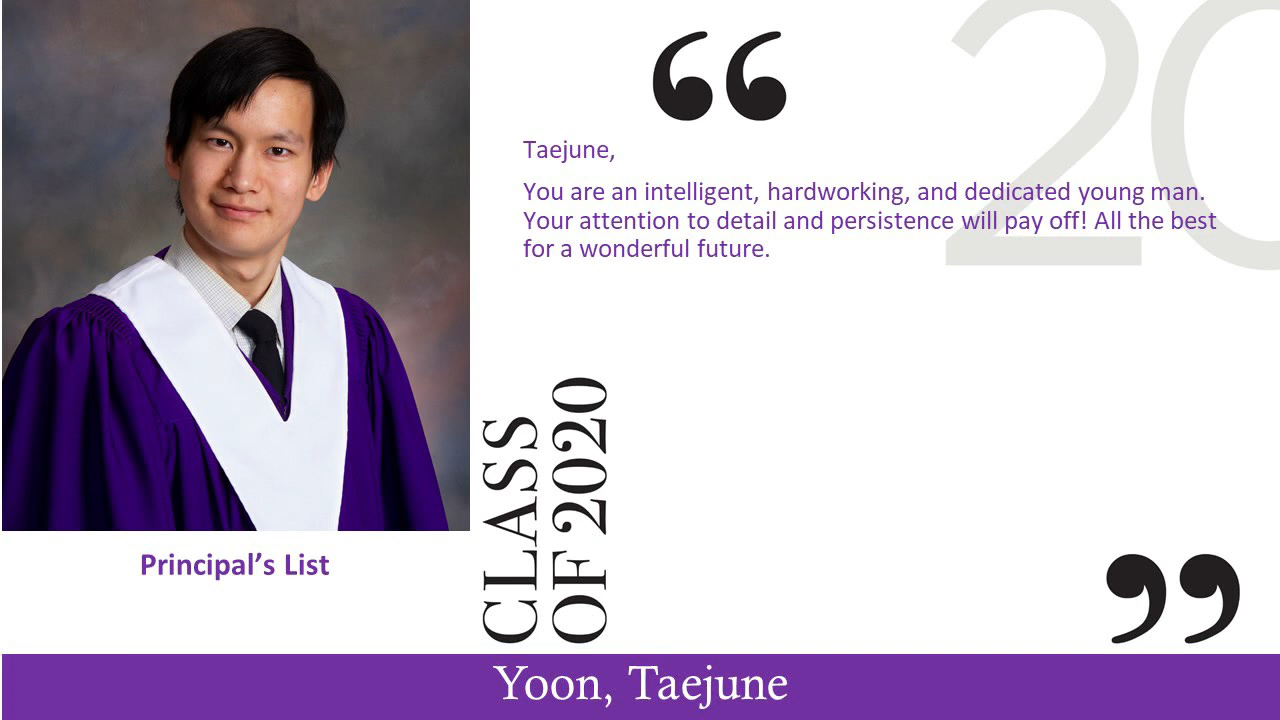 “
20
Taejune,
You are an intelligent, hardworking, and dedicated young man.
Your attention to detail and persistence will pay off! All the best
for a wonderful future.
CLASS
OF 2020
Principal’s List
”
Yoon, Taejune